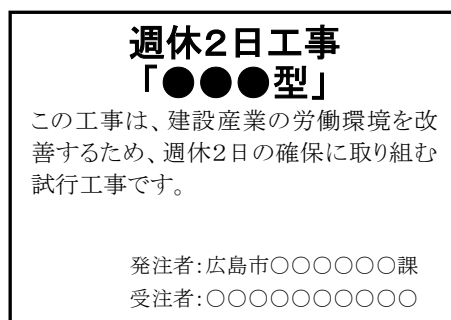 週休2日工事
「●●●型」
この工事は、建設産業の労働環境を改
善するため、週休2日の確保に取り組む
試行工事です。
発注者:広島市○○○○○○課
受注者:○○○○○○○○○○